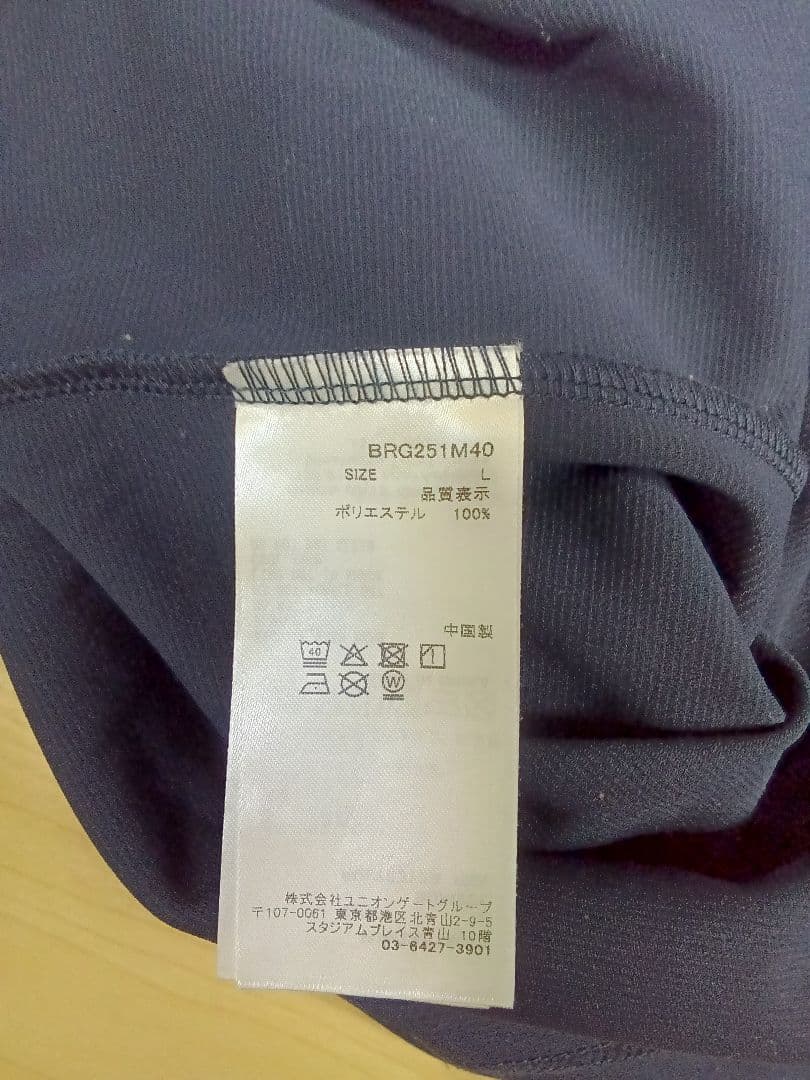 BRG251M40
SIZE L
品質表示
ポリエステル 100%
中国製
40
W
株式会社ユニオンゲートグループ
〒107-0061 東京都港区北青山2-9-5
スタジアムプレイス青山 10階
03-6427-3901